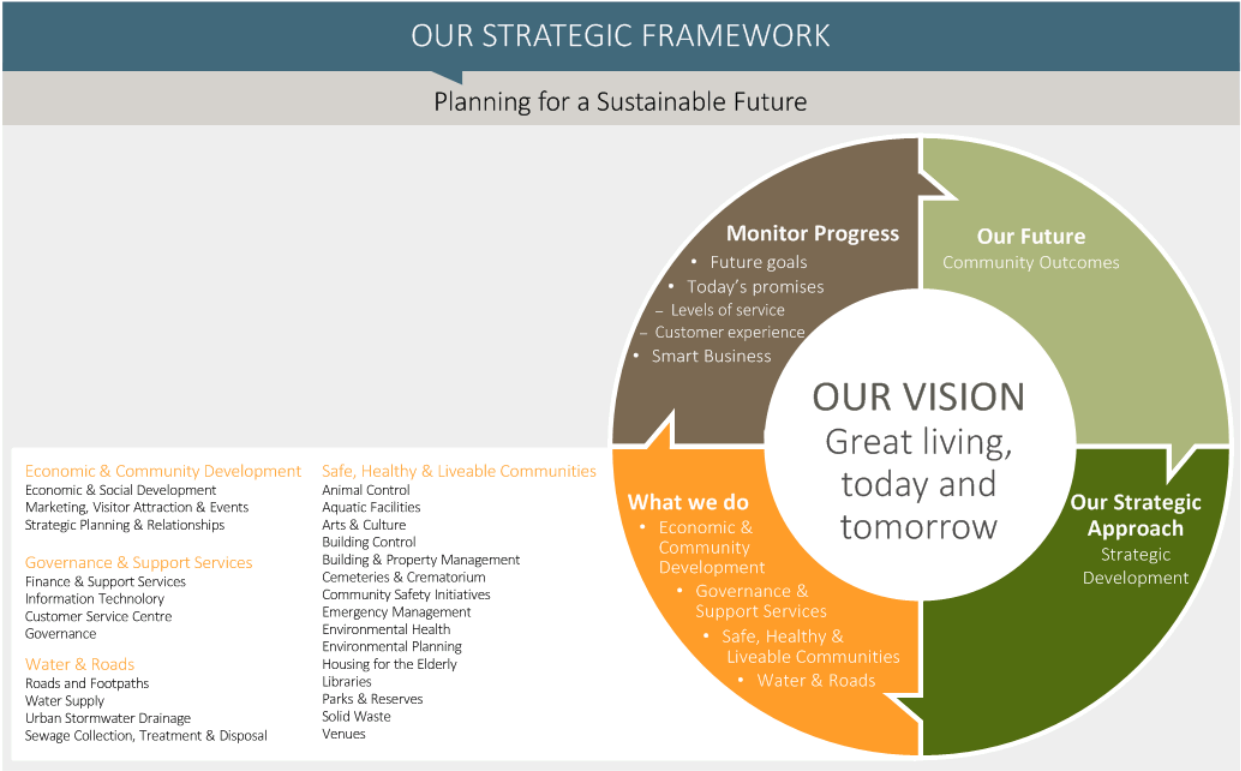 OUR STRATEGIC FRAMEWORK
Planning for a Sustainable Future
Monitor Progress
• Future goals
• Today's promises
– Levels of service
– Customer experience
• Smart Business
Our Future
Community Outcomes
OUR VISION
Great living,
today and
tomorrow
Our Strategic
Approach
Strategic
Development
What we do
• Economic &
Community
Development
• Governance &
Support Services
• Safe, Healthy &
Liveable Communities
• Water & Roads
Economic & Community Development
Economic & Social Development
Marketing, Visitor Attraction & Events
Strategic Planning & Relationships
Governance & Support Services
Finance & Support Services
Information Technolory
Customer Service Centre
Governance
Water & Roads
Roads and Footpaths
Water Supply
Urban Stormwater Drainage
Sewage Collection, Treatment & Disposal
Safe, Healthy & Liveable Communities
Animal Control
Aquatic Facilities
Arts & Culture
Building Control
Building & Property Management
Cemeteries & Crematorium
Community Safety Initiatives
Emergency Management
Environmental Health
Environmental Planning
Housing for the Elderly
Libraries
Parks & Reserves
Solid Waste
Venues